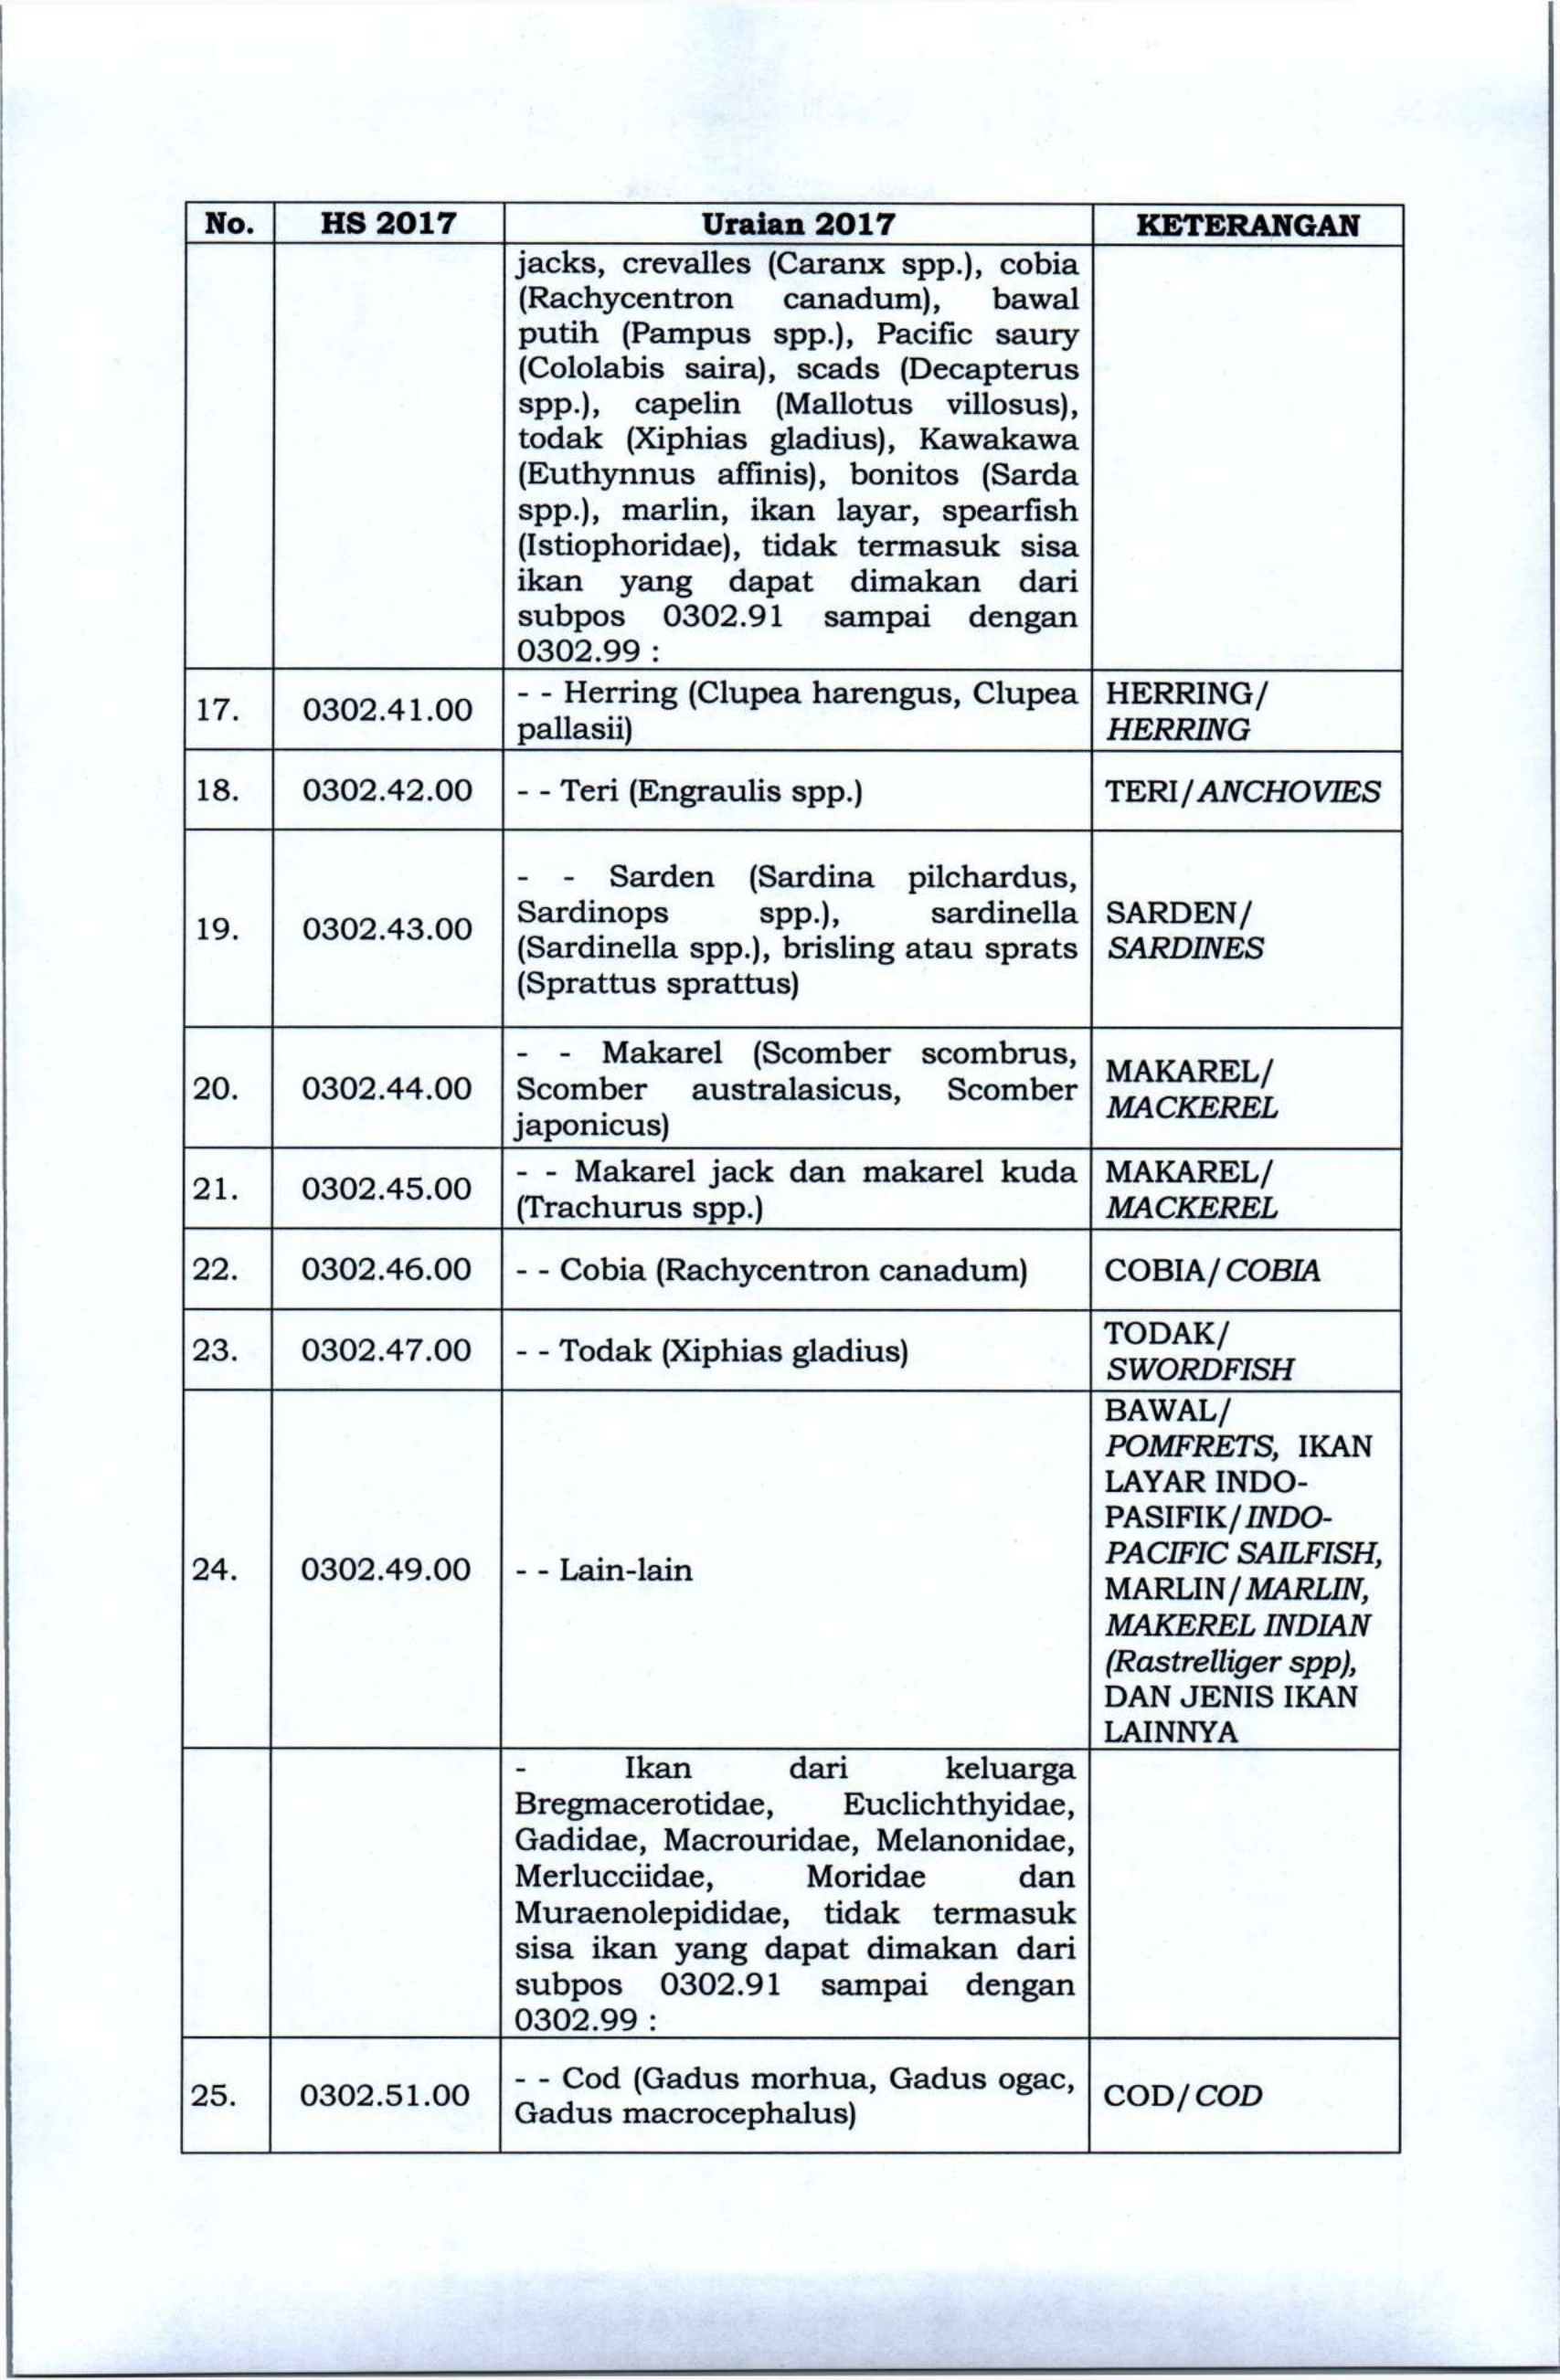 No. HS 2017 Uraian 2017 KETERANGAN
jacks, crevalles (Caranx spp.), cobia
(Rachycentron canadum), bawal
putih (Pampus spp.), Pacific saury
(Cololabis saira), scads (Decapterus
spp.), capelin (Mallotus villosus),
todak (Xiphias gladius), Kawakawa
(Euthynnus affinis), bonitos (Sarda
spp.), marlin, ikan layar, spearfish
(Istiophoridae), tidak termasuk sisa
ikan yang dapat dimakan dari
subpos 0302.91 sampai dengan
0302.99 :
17. 0302.41.00
- - Herring (Clupea harengus, Clupea
pallasii)
HERRING/
HERRING
18. 0302.42.00 - - Teri (Engraulis spp.) TERI/ANCHOVIES
19. 0302.43.00
- - Sarden (Sardina pilchardus,
Sardinops spp.), sardinella
(Sardinella spp.), brisling atau sprats
(Sprattus sprattus)
SARDEN/
SARDINES
20. 0302.44.00
- - Makarel (Scomber scombrus,
Scomber australasicus, Scomber
japonicus)
MAKAREL/
MACKEREL
21. 0302.45.00
- - Makarel jack dan makarel kuda
(Trachurus spp.)
MAKAREL/
MACKEREL
22. 0302.46.00 - - Cobia (Rachycentron canadum) COBIA/COBIA
23. 0302.47.00 - - Todak (Xiphias gladius)
TODAK/
SWORDFISH
24. 0302.49.00 - - Lain-lain
BAWAL/
POMFRETS, IKAN
LAYAR INDO-
PASIFIK/INDO-
PACIFIC SAILFISH,
MARLIN/MARLIN,
MAKEREL INDIAN
(Rastrelliger spp),
DAN JENIS IKAN
LAINNYA
- Ikan dari keluarga
Bregmacerotidae, Euclichthyidae,
Gadidae, Macrouridae, Melanonidae,
Merlucciidae, Moridae dan
Muraenolepididae, tidak termasuk
sisa ikan yang dapat dimakan dari
subpos 0302.91 sampai dengan
0302.99 :
25. 0302.51.00
- - Cod (Gadus morhua, Gadus ogac,
Gadus macrocephalus)
COD/COD